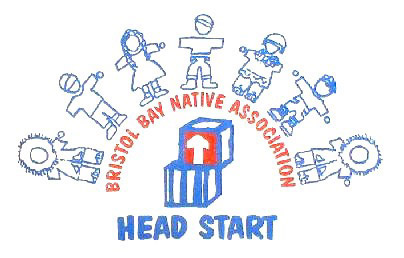 BRISTOL BAY NATIVE ASSOCIATION
HEAD START